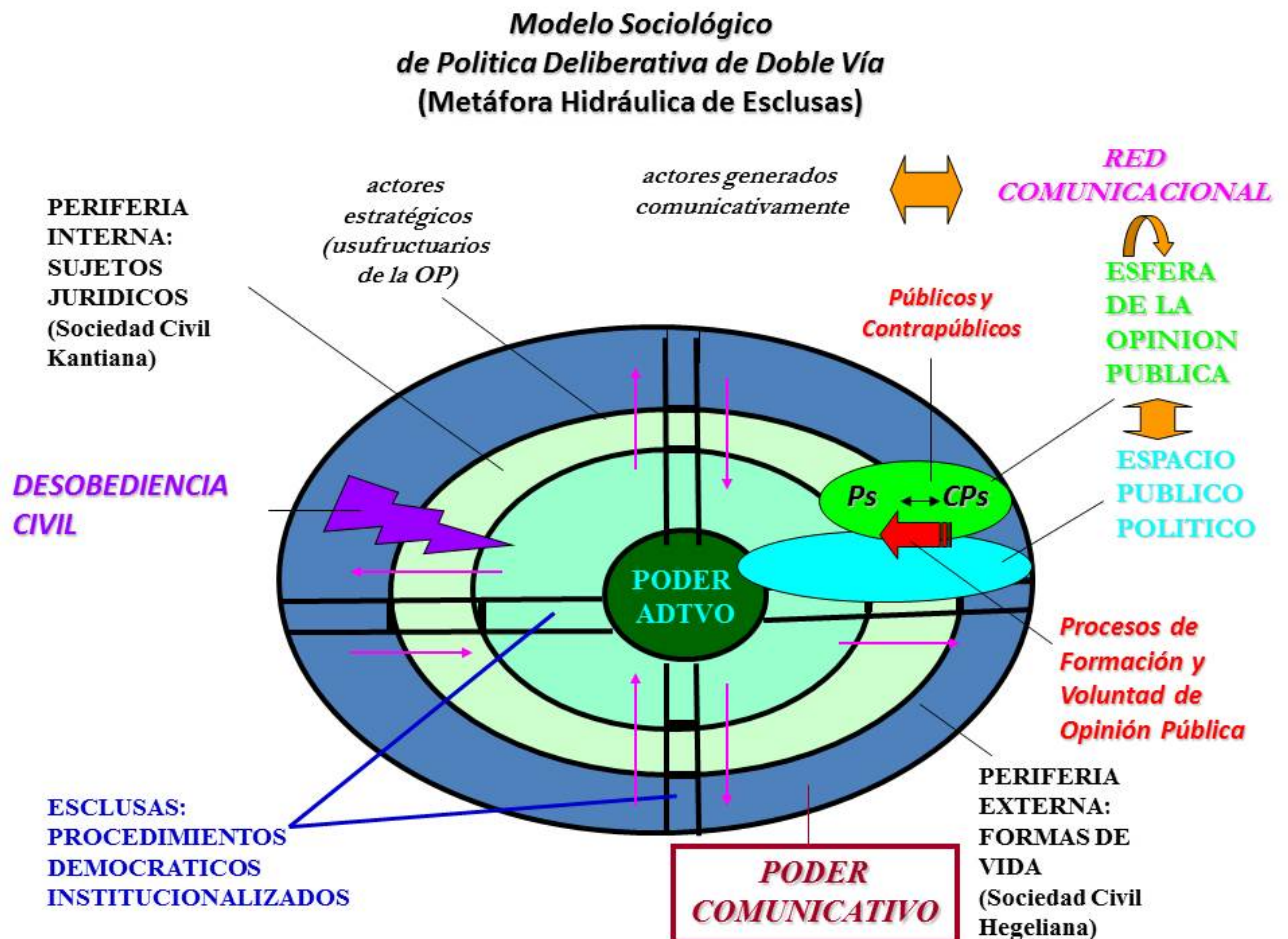 Modelo Sociológico
de Politica Deliberativa de Doble Vía
(Metáfora Hidráulica de Esclusas)
PERIFERIA
INTERNA:
SUJETOS
JURIDICOS
(Sociedad Civil
Kantiana)
actores
estratégicos
(usufructuarios
de la OP)
actores generados
comunicativamente
RED
COMUNICACIONAL
ESFERA
DE LA
OPINION
PUBLICA
Públicos y
Contrapúblicos
ESPACIO
PUBLICO
POLITICO
DESOBEDIENCIA
CIVIL
Ps
CPs
PODER
ADTVO
Procesos de
Formación y
Voluntad de
Opinión Pública
ESCLUSAS:
PROCEDIMIENTOS
DEMOCRATICOS
INSTITUCIONALIZADOS
PODER
COMUNICATIVO
PERIFERIA
EXTERNA:
FORMAS DE
VIDA
(Sociedad Civil
Hegeliana)